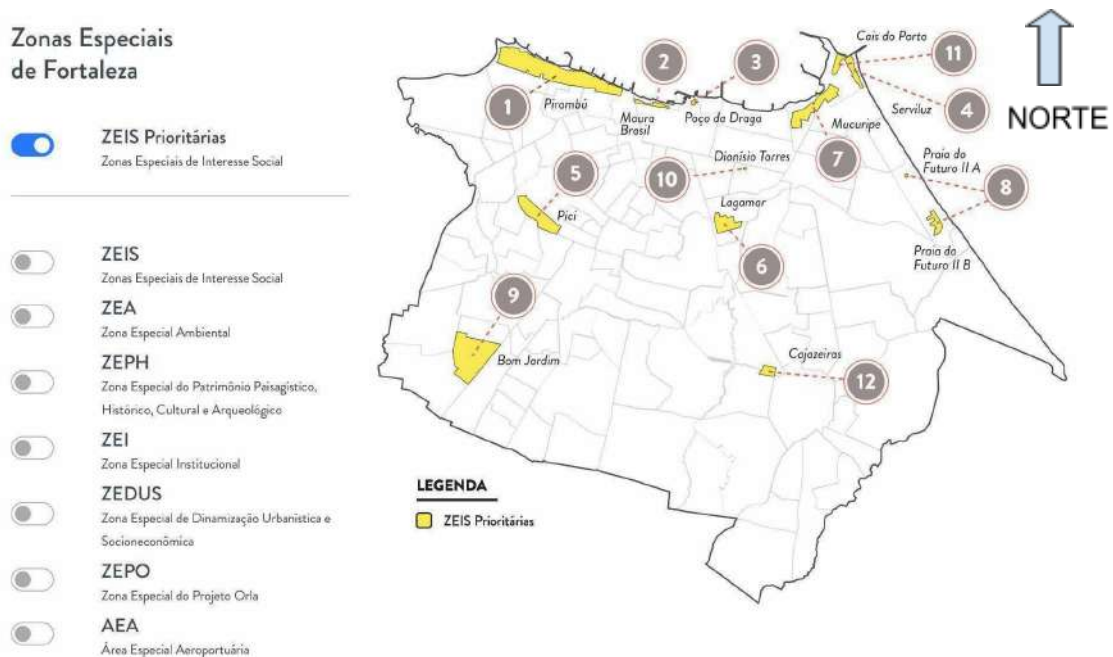 Zonas Especiais
de Fortaleza
ZEIS Prioritárias
Zonas Especiais de Interesse Social
ZEIS
Zonas Especiais de Interesse Social
ZEA
Zona Especial Ambiental
ZEPH
Zona Especial do Patrimônio Paisagístico,
Histórico, Cultural e Arqueológico
ZEI
Zona Especial Institucional
ZEDUS
Zona Especial de Dinamização Urbanística e
Socioneconômica
ZEPO
Zona Especial do Projeto Orla
AEA
Área Especial Aeroportuária
NORTE
Cais do Porto
11
2
3
1
Pirambú
Moura
Brasil
Poço da Draga
Serviluz
4
Mucuripe
7
Dionísio Torres
10
Praia do
Futuro II A
8
5
Pici
Lagamar
6
Praia do
Futuro II B
9
Bom Jardim
Cajazeiras
12
LEGENDA
ZEIS Prioritárias